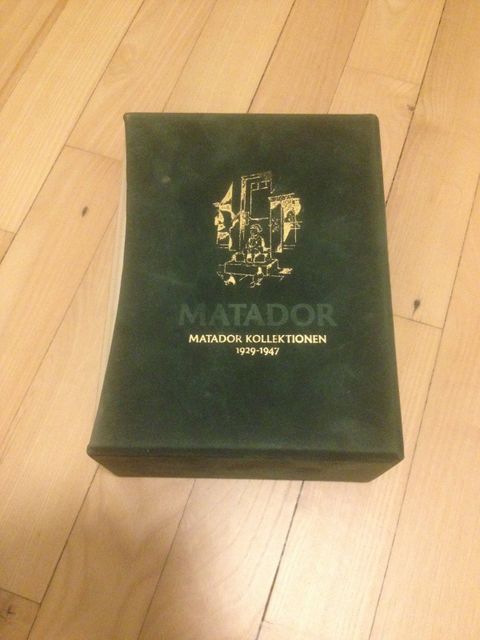 MATADOR
MATADOR KOLLEKTIONEN
1929-1947